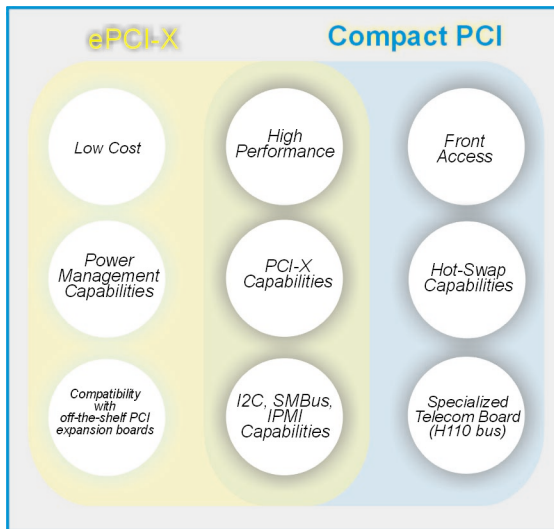 ePCI-X
Compact PCI
Low Cost
High
Performance
Front
Access
Power
Management
Capabilities
PCI-X
Capabilities
Hot-Swap
Capabilities
Compatibility
with
off-the-shelf PCI
expansion boards
I2C, SMBus,
IPMI
Capabilities
Specialized
Telecom Board
(H110 bus)